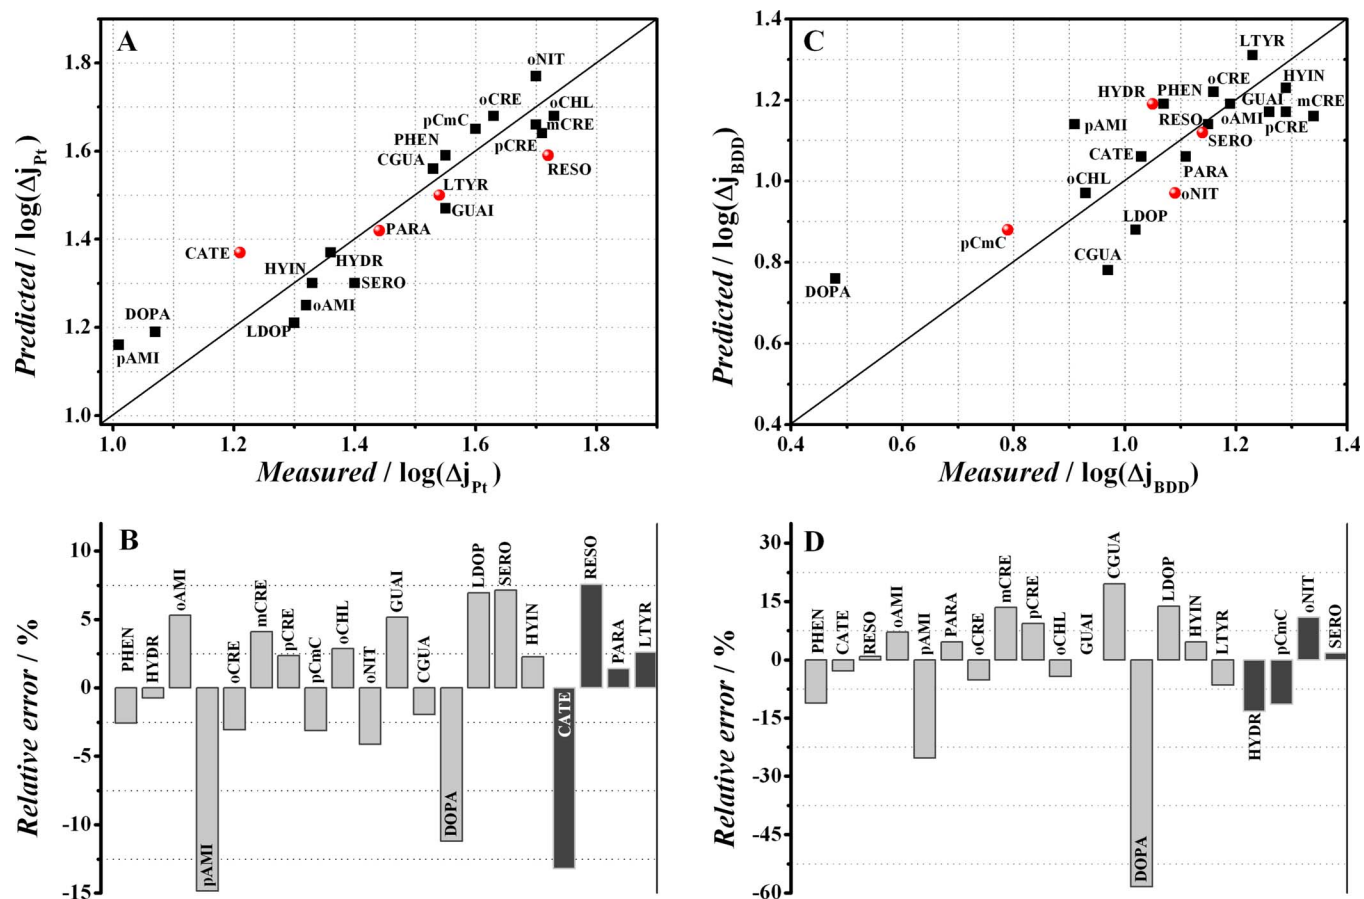 A
Predicted / log(Δj_Pt)
1.8
1.6
1.4
1.2
1.0
oNIT
oCRE
oCHL
pCmC
mCRE
PHEN
pCRE
CGUA
RESO
LTYR
GUAI
PARA
CATE
HYIN
HYDR
SERO
oAMI
DOPA
LDOP
pAMI
1.0 1.2 1.4 1.6 1.8
Measured / log(Δj_Pt)
C
Predicted / log(Δj_BDD)
1.4
1.2
1.0
0.8
0.6
0.4
LTYR
oCRE
HYIN
HYDR
PHEN
GUAI
mCRE
pAMI
RESO
oAMI
pCRE
SERO
CATE
PARA
oCHL
oNIT
LDOP
pCmC
CGUA
DOPA
0.4 0.6 0.8 1.0 1.2 1.4
Measured / log(Δj_BDD)
B
Relative error / %
10
5
0
-5
-10
-15
PHEN
HYDR
oAMI
pAMI
oCRE
mCRE
pCRE
pCmC
oCHL
oNIT
GUAI
CGUA
DOPA
LDOP
SERO
HYIN
CATE
RESO
PARA
LTYR
D
Relative error / %
30
15
0
-15
-30
-45
-60
PHEN
CATE
RESO
oAMI
pAMI
PARA
oCRE
mCRE
pCRE
oCHL
GUAI
CGUA
DOPA
LDOP
HYIN
LTYR
HYDR
pCmC
oNIT
SERO